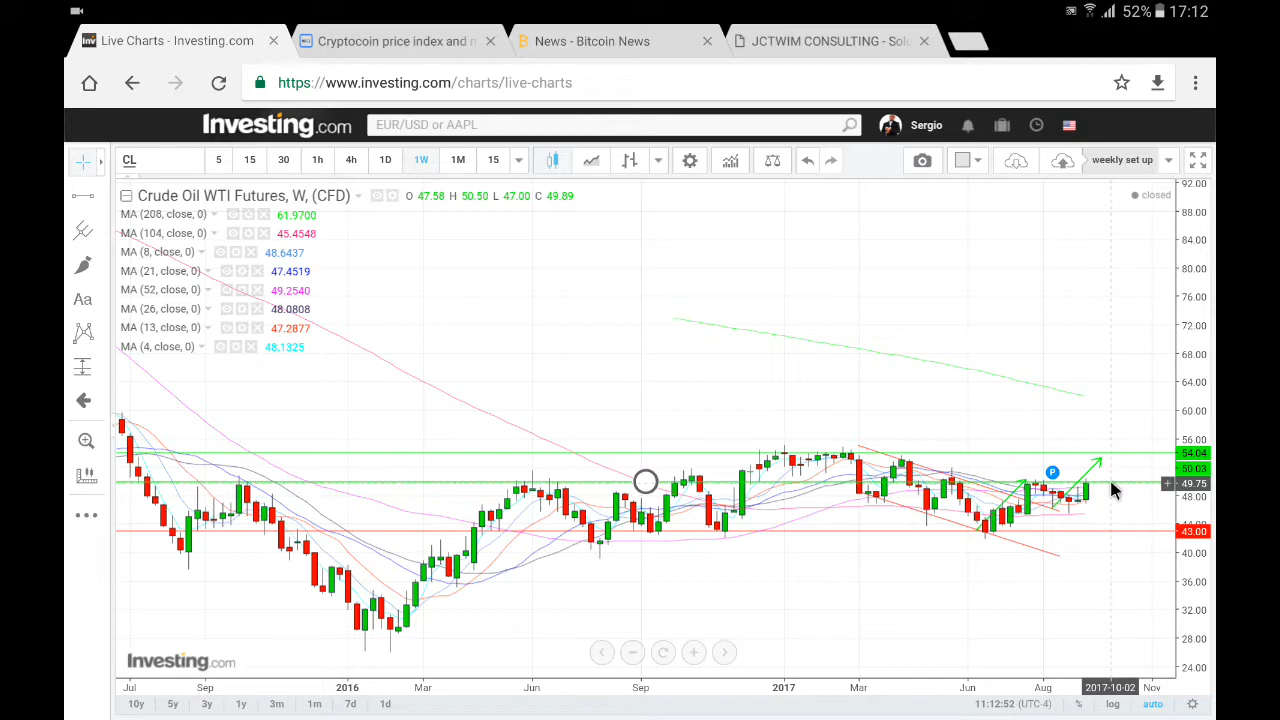 52% 17:12
Live Charts - Investing.com
Cryptocoin price index and m
News - Bitcoin News
JCTWIM CONSULTING - Solu
https://www.investing.com/charts/live-charts
Investing.com
EUR/USD or AAPL
Sergio
CL 5 15 30 1h 4h 1D 1W 1M 15 weekly set up
Crude Oil WTI Futures, W, (CFD) O 47.58 H 50.50 L 47.00 C 49.89
closed
MA (208, close, 0) 61.9700
MA (104, close, 0) 45.4548
MA (8, close, 0) 48.6437
MA (21, close, 0) 47.4519
MA (52, close, 0) 49.2540
MA (26, close, 0) 48.0808
MA (13, close, 0) 47.2877
MA (4, close, 0) 48.1325
Aa
P
92.00
88.00
84.00
80.00
76.00
72.00
68.00
64.00
60.00
56.00
54.04
50.03
49.75
48.00
44.00
43.00
40.00
36.00
32.00
28.00
24.00
Investing.com
Jul Sep 2016 Mar Jun Sep 2017 Mar Jun Aug 2017-10-02 Nov
10y 5y 3y 1y 3m 1m 7d 1d 11:12:52 (UTC-4) % log auto